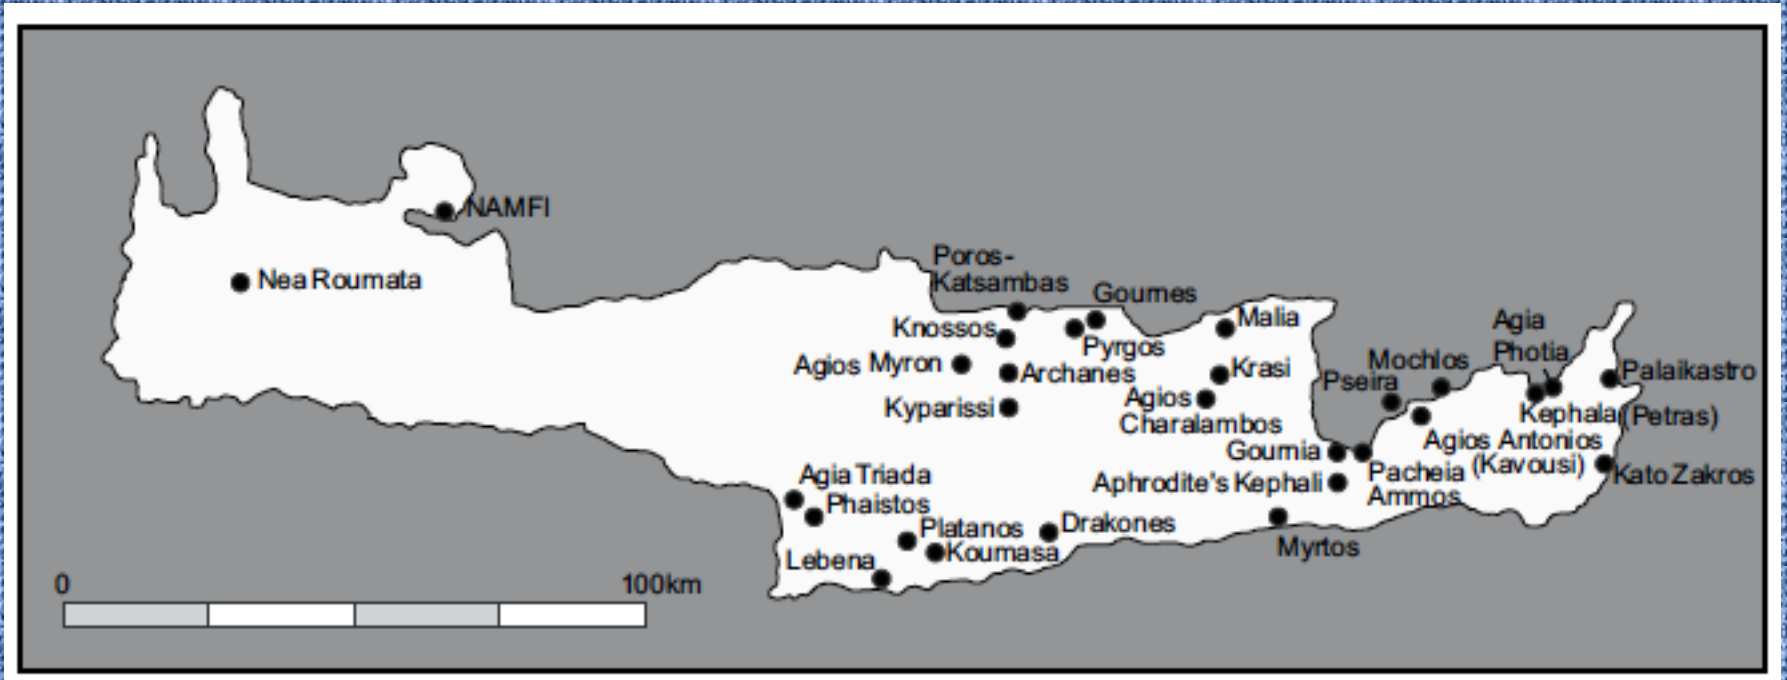 NAMFI
Nea Roumata
Poros-
Katsambas
Gournes
Knossos
Pyrgos
Malia
Agios Myron
Archanes
Krasi
Kyparissi
Agios
Charalambos
Agia
Photia
Mochlos
Pseira
Palaikastro
Kephala (Petras)
Gournia
Agios Antonios
(Kavousi)
Pacheia
Ammos
Kato Zakros
Aphrodite's Kephali
Agia Triada
Phaistos
Platanos
Drakones
Koumasa
Lebena
Myrtos
0
100km